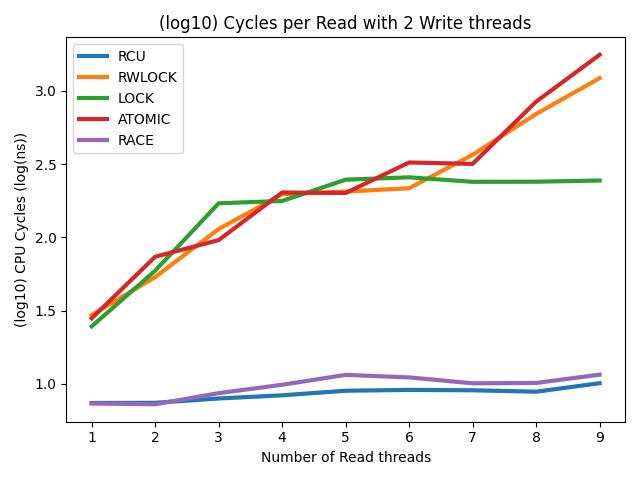 (log10) Cycles per Read with 2 Write threads
RCU
RWLOCK
LOCK
ATOMIC
RACE
(log10) CPU Cycles (log(ns))
3.0
2.5
2.0
1.5
1.0
1 2 3 4 5 6 7 8 9
Number of Read threads